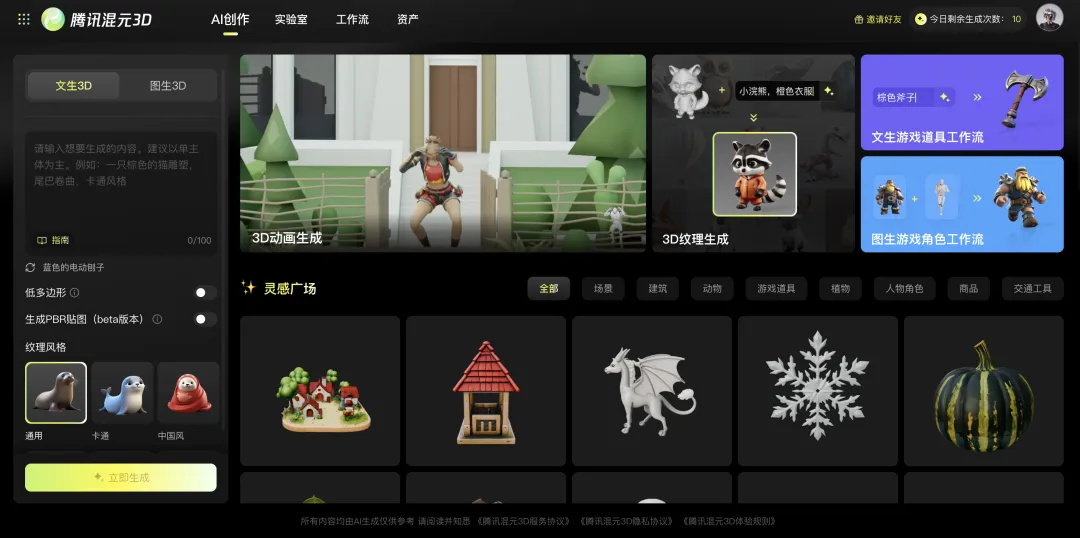 腾讯混元3D
AI创作
实验室
工作流
资产
邀请好友
今日剩余生成次数: 10
文生3D
图生3D
请输入想要生成的内容。建议以单主
体为主。例如：一只棕色的猫雕塑，
尾巴卷曲，卡通风格
指南
0/100
蓝色的电动刨子
低多边形
生成PBR贴图（beta版本）
纹理风格
通用
卡通
中国风
立即生成
3D动画生成
小浣熊，橙色衣服
3D纹理生成
棕色斧子
文生游戏道具工作流
图生游戏角色工作流
灵感广场
全部
场景
建筑
动物
游戏道具
植物
人物角色
商品
交通工具
所有内容均由AI生成仅供参考 请阅读并知悉 《腾讯混元3D服务协议》 《腾讯混元3D隐私协议》 《腾讯混元3D体验规则》